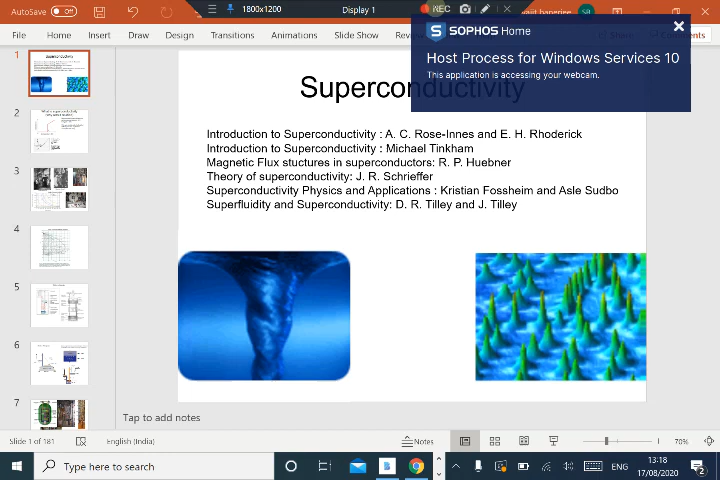 AutoSave Off
1800x1200
Display 1
REC
SB
File Home Insert Draw Design Transitions Animations Slide Show
SOPHOS Home
Host Process for Windows Services 10
This application is accessing your webcam.
Superconductivity
Introduction to Superconductivity : A. C. Rose-Innes and E. H. Rhoderick
Introduction to Superconductivity : Michael Tinkham
Magnetic Flux stuctures in superconductors: R. P. Huebner
Theory of superconductivity: J. R. Schrieffer
Superconductivity Physics and Applications : Kristian Fossheim and Asle Sudbo
Superfluidity and Superconductivity: D. R. Tilley and J. Tilley
1
Superconductivity
2
3
4
5
6
7
Tap to add notes
Slide 1 of 181 English (India) Notes 70%
Type here to search
ENG
13:18
17/08/2020
2